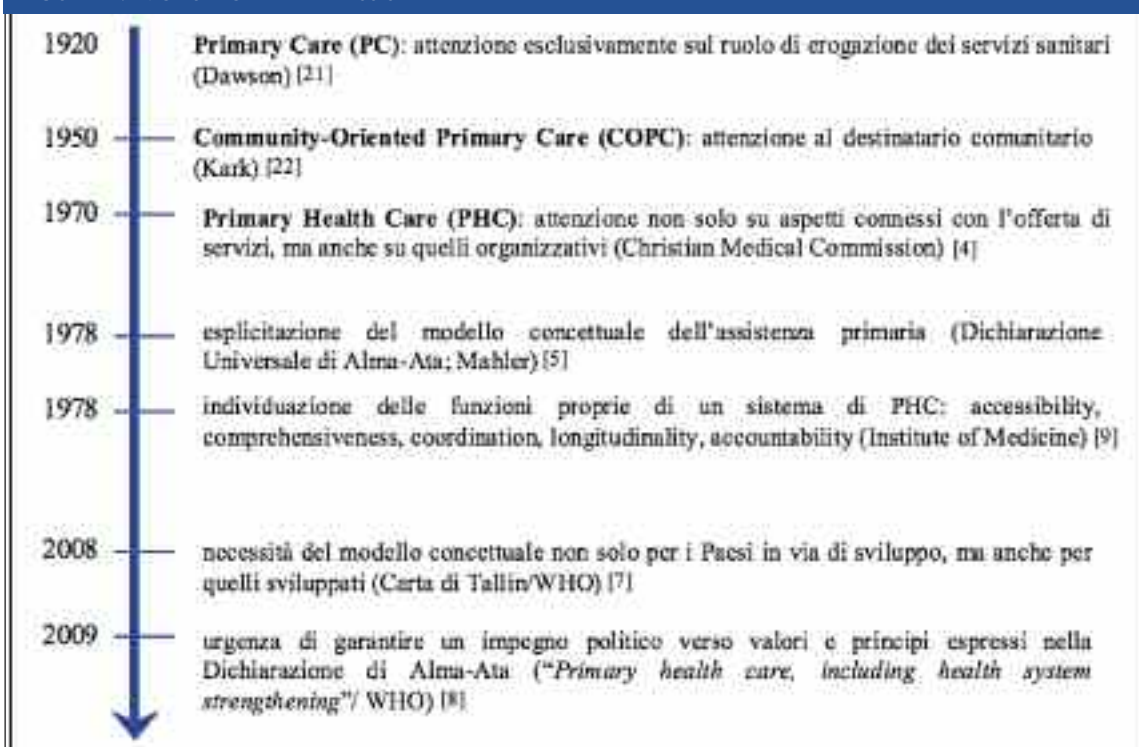 1920 Primary Care (PC): attenzione esclusivamente sul ruolo di erogazione dei servizi sanitari
(Dawson) [21]
1950 Community-Oriented Primary Care (COPC): attenzione al destinatario comunitario
(Kark) [22]
1970 Primary Health Care (PHC): attenzione non solo su aspetti connessi con l'offerta di
servizi, ma anche su quelli organizzativi (Christian Medical Commission) [4]
1978 esplicitazione del modello concettuale dell'assistenza primaria (Dichiarazione
Universale di Alma-Ata; Mahler) [5]
1978 individuazione delle funzioni proprie di un sistema di PHC: accessibility,
comprehensiveness, coordination, longitudinality, accountability (Institute of Medicine) [9]
2008 necessità del modello concettuale non solo per i Paesi in via di sviluppo, ma anche per
quelli sviluppati (Carta di Tallin/WHO) [7]
2009 urgenza di garantire un impegno politico verso valori e principi espressi nella
Dichiarazione di Alma-Ata ("Primary health care, including health system
strengthening"/ WHO) [8]